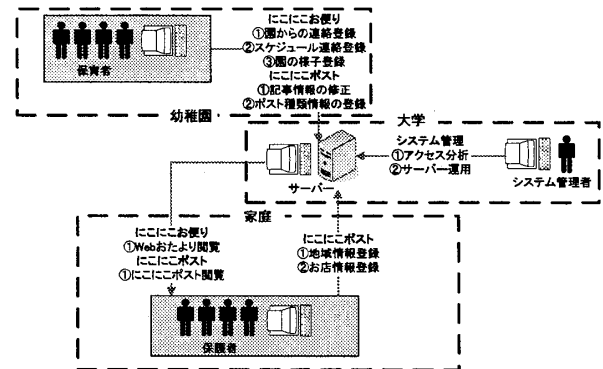 にこにこお便り
①園からの連絡登録
②スケジュール連絡登録
③園の様子登録
にこにこポスト
①記事情報の修正
②ポスト種類情報の登録
保育者
幼稚園
大学
システム管理
①アクセス分析
②サーバー運用
サーバー
システム管理者
家庭
にこにこお便り
①Webおたより閲覧
にこにこポスト
①にこにこポスト閲覧
にこにこポスト
①地域情報登録
②お店情報登録
保護者